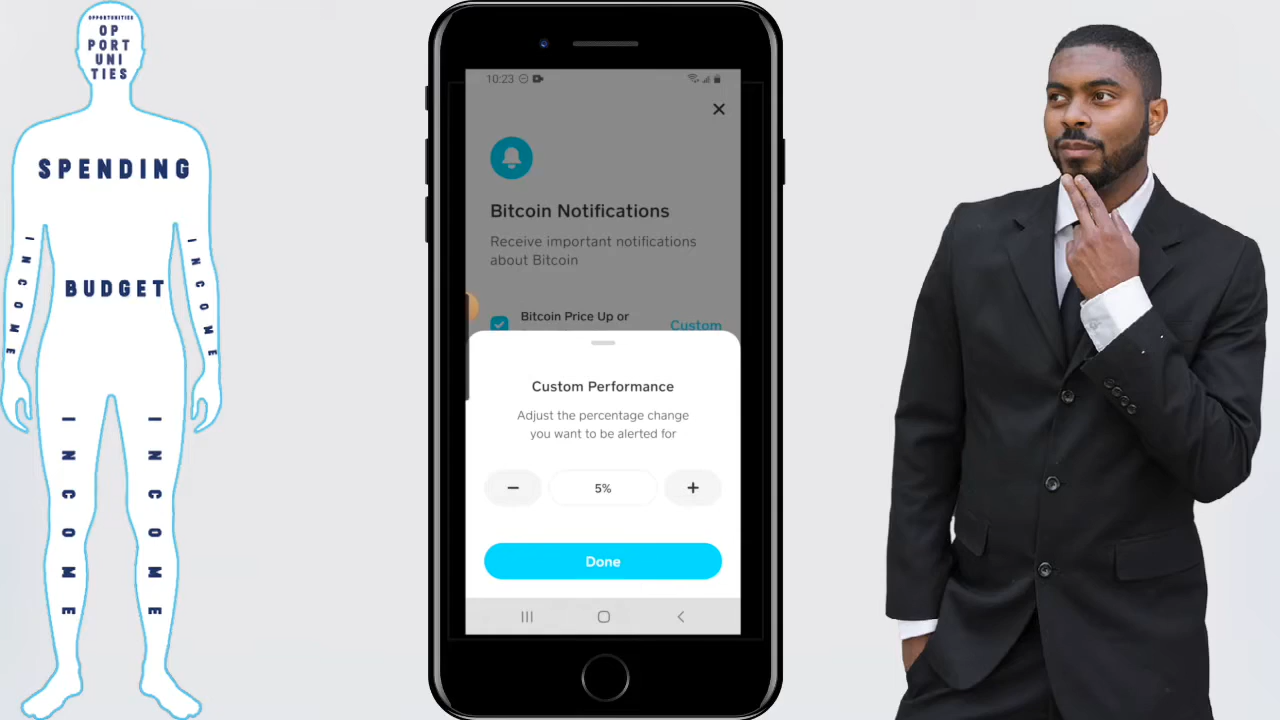 OPPORTUNITIES
OP
PORT
UNI
TIES
SPENDING
INCOME
INCOME
BUDGET
INCOME
INCOME
10:23
Bitcoin Notifications
Receive important notifications
about Bitcoin
Bitcoin Price Up or
Custom
Custom Performance
Adjust the percentage change
you want to be alerted for
− 5% +
Done